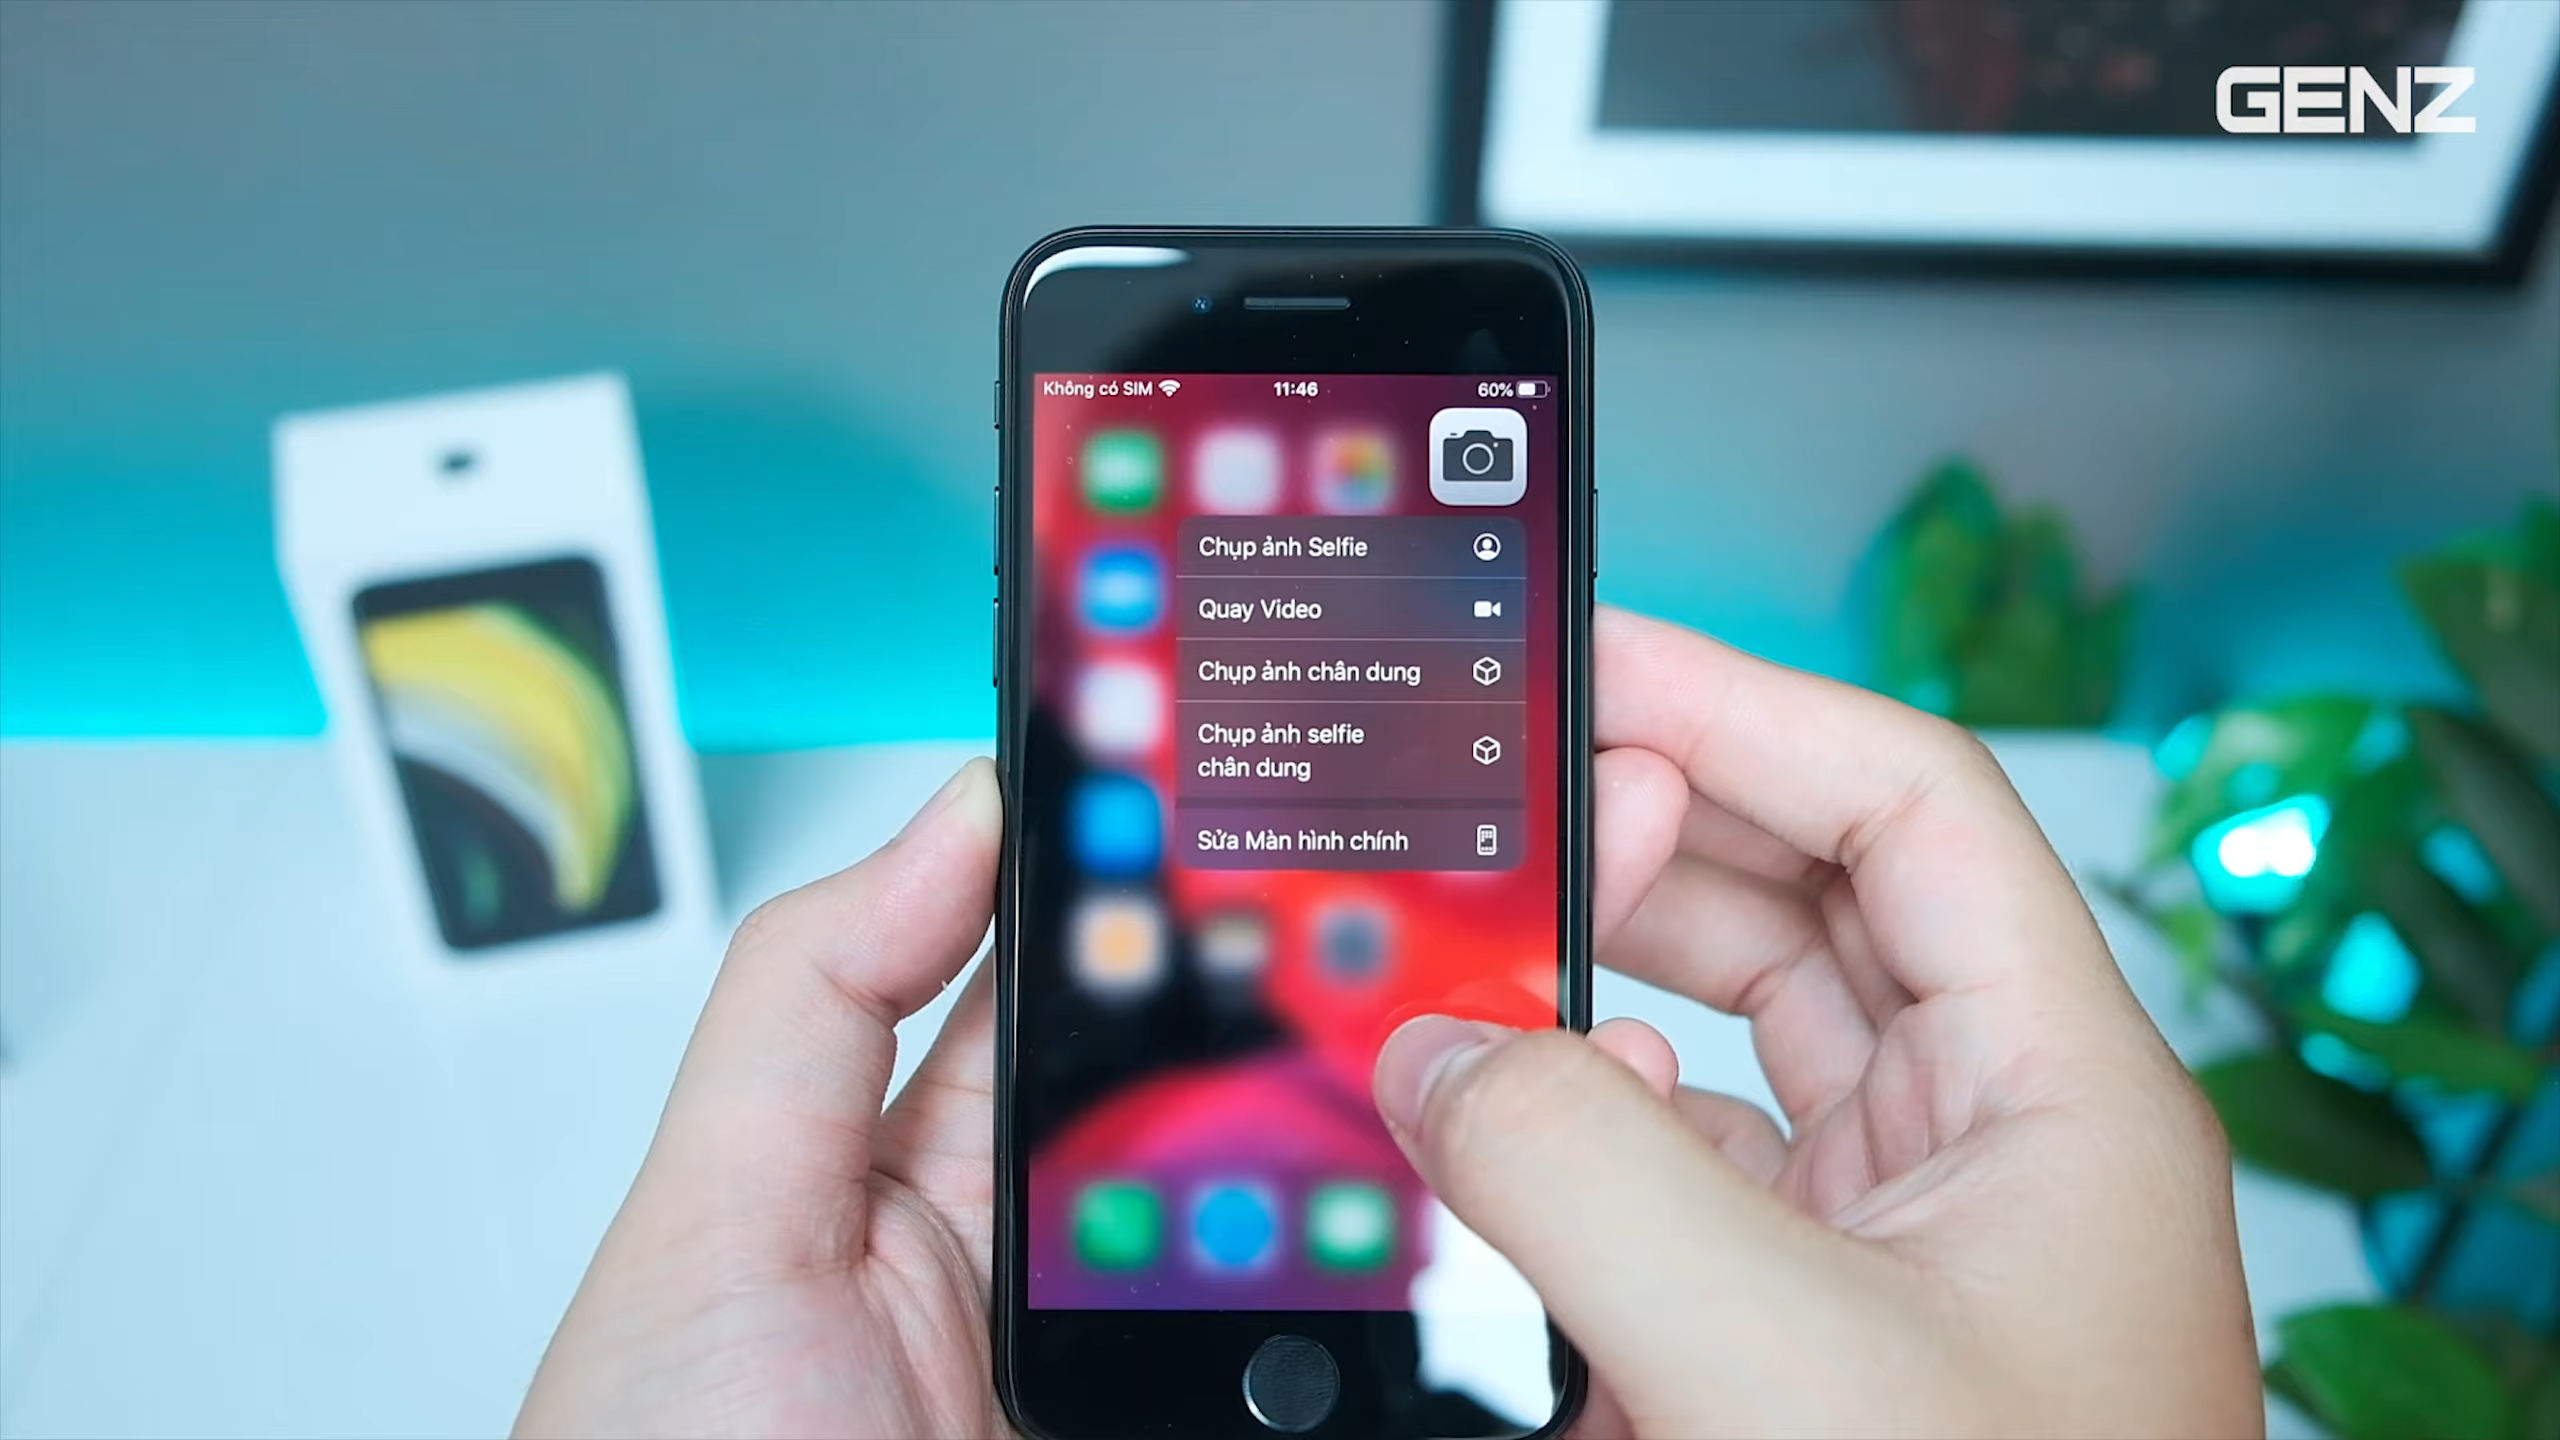 GENZ
Không có SIM 11:46 60%
Chụp ảnh Selfie
Quay Video
Chụp ảnh chân dung
Chụp ảnh selfie
chân dung
Sửa Màn hình chính